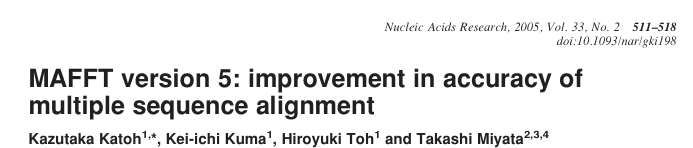 Nucleic Acids Research, 2005, Vol. 33, No. 2 511–518
doi:10.1093/nar/gki198
MAFFT version 5: improvement in accuracy of
multiple sequence alignment
Kazutaka Katoh1,*, Kei-ichi Kuma1, Hiroyuki Toh1 and Takashi Miyata2,3,4